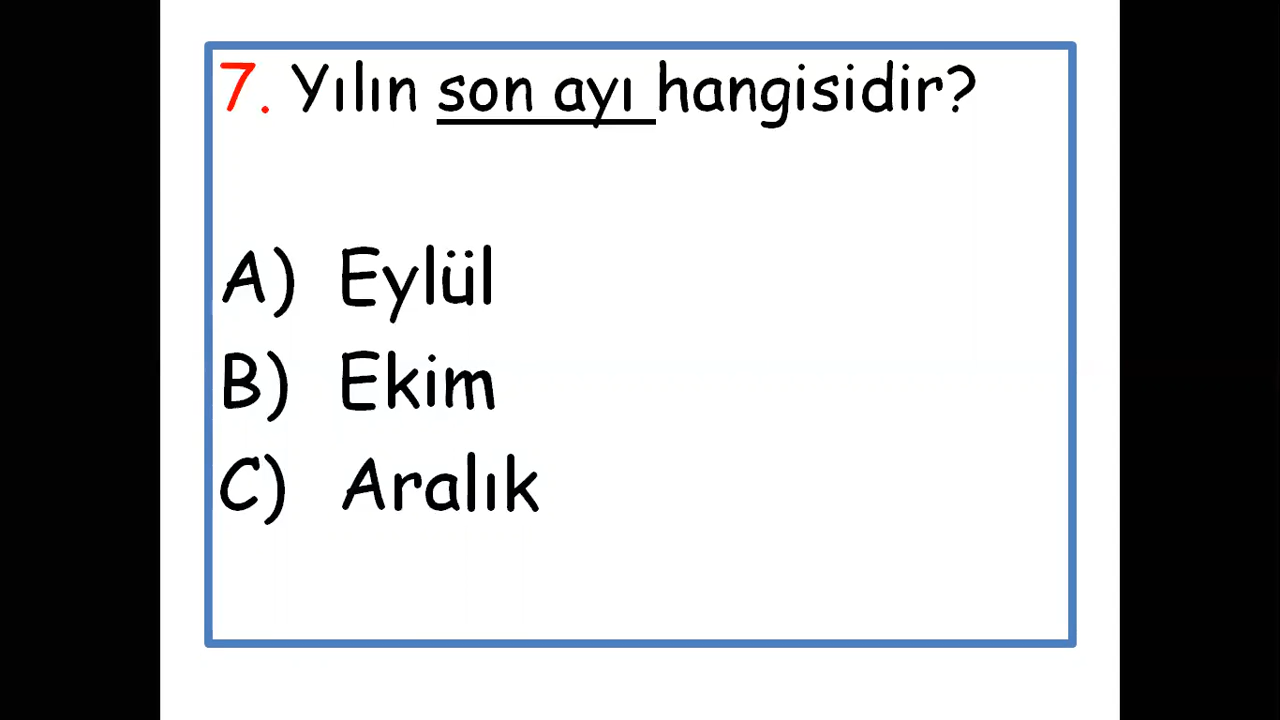 7. Yılın son ayı hangisidir?
A) Eylül
B) Ekim
C) Aralık